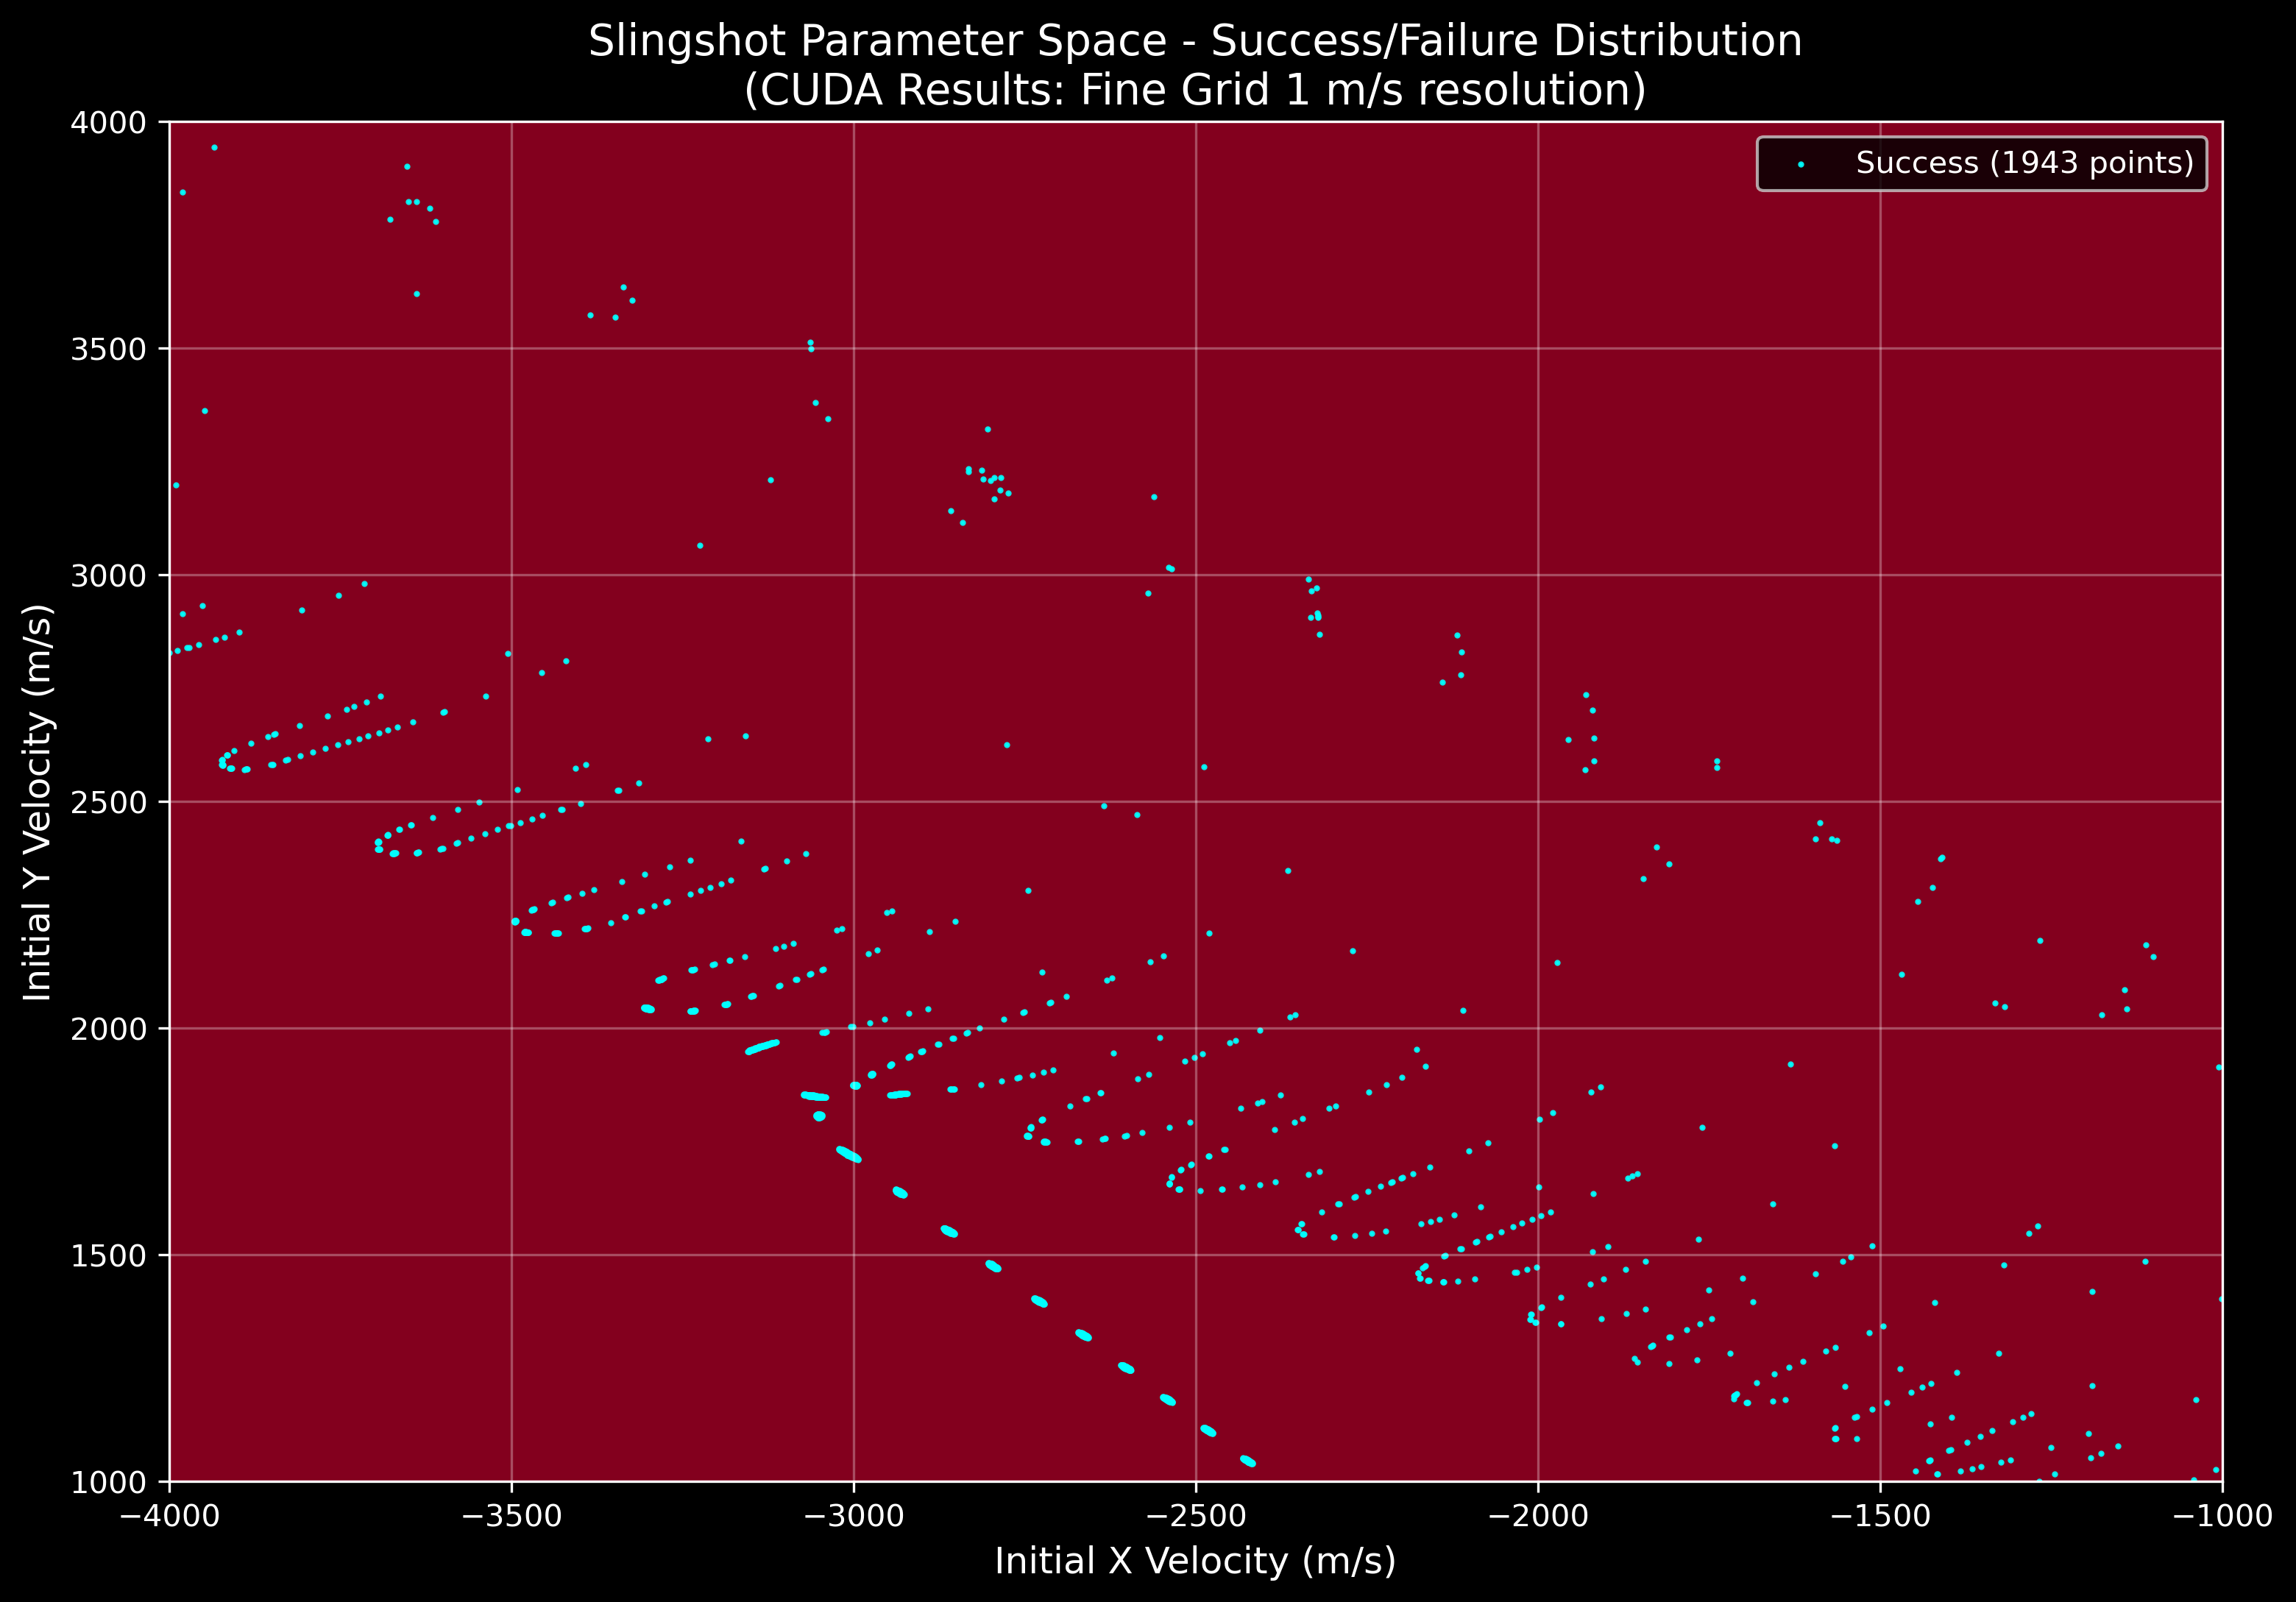 Slingshot Parameter Space - Success/Failure Distribution
(CUDA Results: Fine Grid 1 m/s resolution)
Success (1943 points)
4000
3500
3000
2500
2000
1500
1000
Initial Y Velocity (m/s)
−4000 −3500 −3000 −2500 −2000 −1500 −1000
Initial X Velocity (m/s)